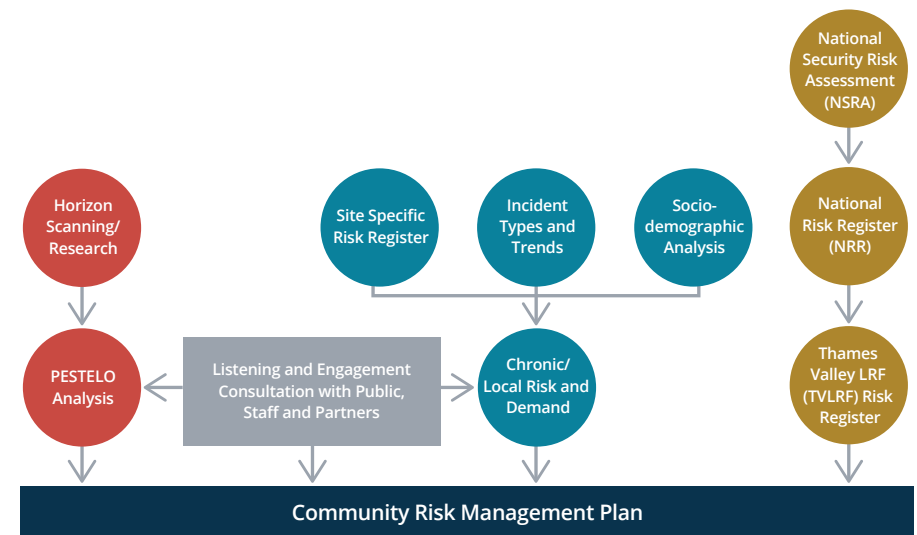 National
Security Risk
Assessment
(NSRA)
Horizon
Scanning/
Research
Site Specific
Risk Register
Incident
Types and
Trends
Socio-
demographic
Analysis
National
Risk Register
(NRR)
PESTELO
Analysis
Listening and Engagement
Consultation with Public,
Staff and Partners
Chronic/
Local Risk and
Demand
Thames
Valley LRF
(TVLRF) Risk
Register
Community Risk Management Plan